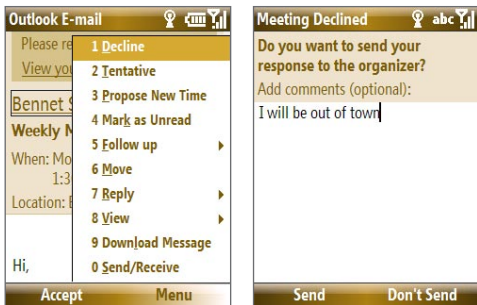 Outlook E-mail
Please re
View you
Bennet S
Weekly M
When: Mo
1:3
Location: B
Hi,
1 Decline
2 Tentative
3 Propose New Time
4 Mark as Unread
5 Follow up
6 Move
7 Reply
8 View
9 Download Message
0 Send/Receive
Accept Menu
Meeting Declined abc
Do you want to send your
response to the organizer?
Add comments (optional):
I will be out of town
Send Don't Send